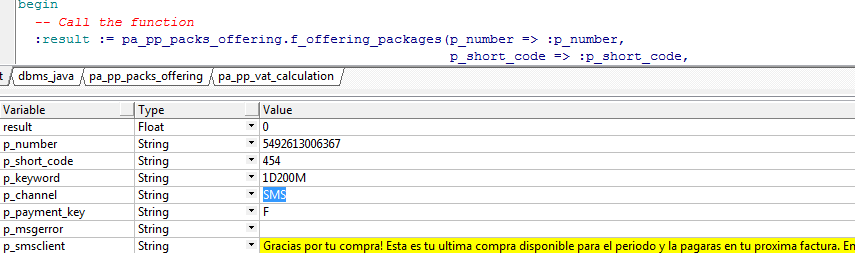 begin
-- Call the function
:result := pa_pp_packs_offering.f_offering_packages(p_number => :p_number,
p_short_code => :p_short_code,
t dbms_java pa_pp_packs_offering pa_pp_vat_calculation
Variable Type Value
result Float 0
p_number String 5492613006367
p_short_code String 454
p_keyword String 1D200M
p_channel String SMS
p_payment_key String F
p_msgerror String
p_smsclient String Gracias por tu compra! Esta es tu ultima compra disponible para el periodo y la pagaras en tu proxima factura. En